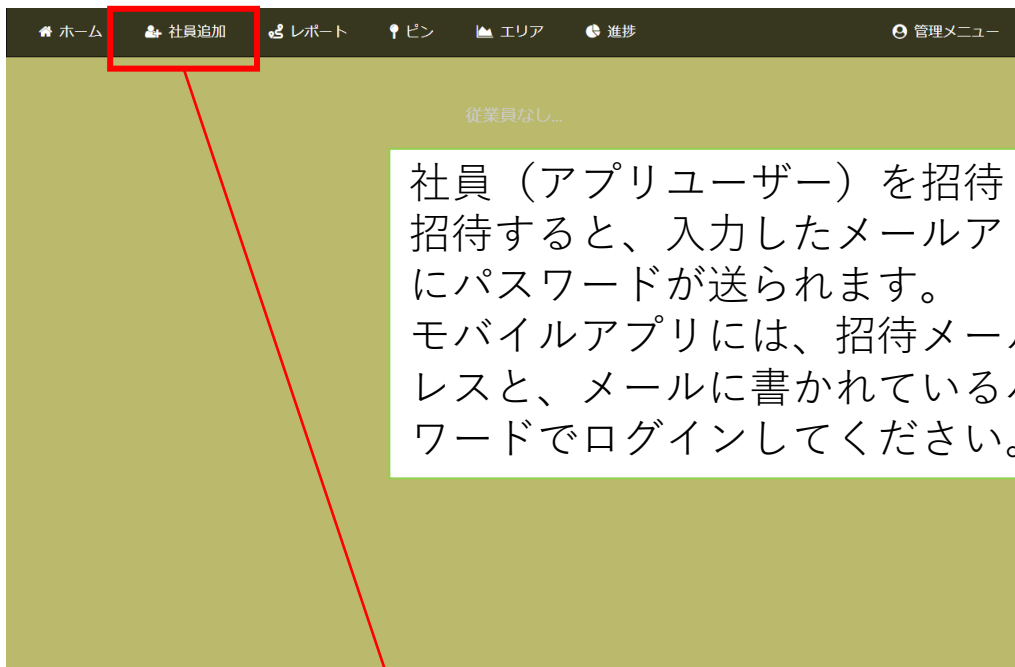 ホーム 社員追加 レポート ピン エリア 進捗 管理メニュー
従業員なし...
社員（アプリユーザー）を招待
招待すると、入力したメールア
にパスワードが送られます。
モバイルアプリには、招待メー
レスと、メールに書かれている
ワードでログインしてください。